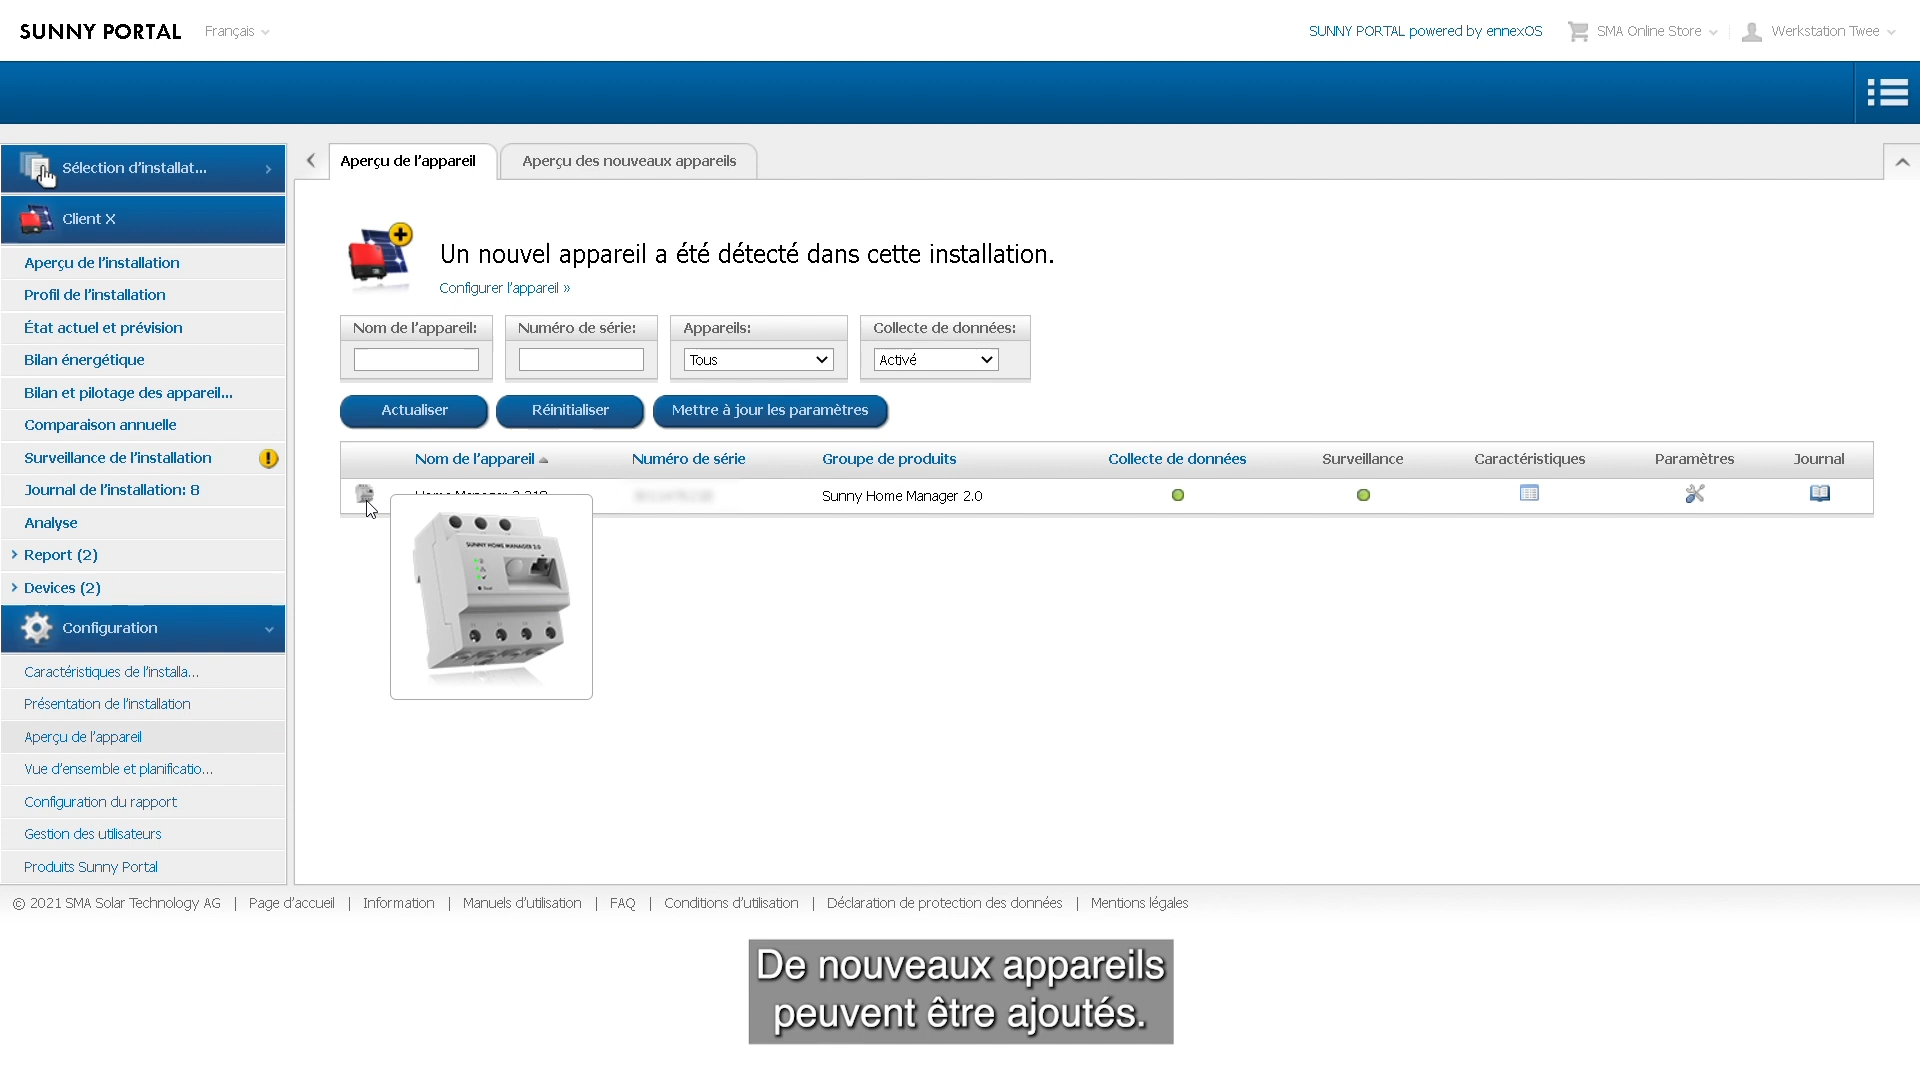 SUNNY PORTAL Français SUNNY PORTAL powered by ennexOS SMA Online Store Werkstation Twee
Sélection d'installat...
Client X
Aperçu de l'installation
Profil de l'installation
État actuel et prévision
Bilan énergétique
Bilan et pilotage des appareil...
Comparaison annuelle
Surveillance de l'installation
Journal de l'installation: 8
Analyse
Report (2)
Devices (2)
Configuration
Caractéristiques de l'installa...
Présentation de l'installation
Aperçu de l'appareil
Vue d'ensemble et planificatio...
Configuration du rapport
Gestion des utilisateurs
Produits Sunny Portal
Aperçu de l'appareil Aperçu des nouveaux appareils
Un nouvel appareil a été détecté dans cette installation.
Configurer l'appareil »
Nom de l'appareil: Numéro de série: Appareils: Collecte de données:
Tous Activé
Actualiser Réinitialiser Mettre à jour les paramètres
Nom de l'appareil Numéro de série Groupe de produits Collecte de données Surveillance Caractéristiques Paramètres Journal
Sunny Home Manager 2.0
SUNNY HOME MANAGER 2.0
© 2021 SMA Solar Technology AG | Page d'accueil | Information | Manuels d'utilisation | FAQ | Conditions d'utilisation | Déclaration de protection des données | Mentions légales
De nouveaux appareils
peuvent être ajoutés.